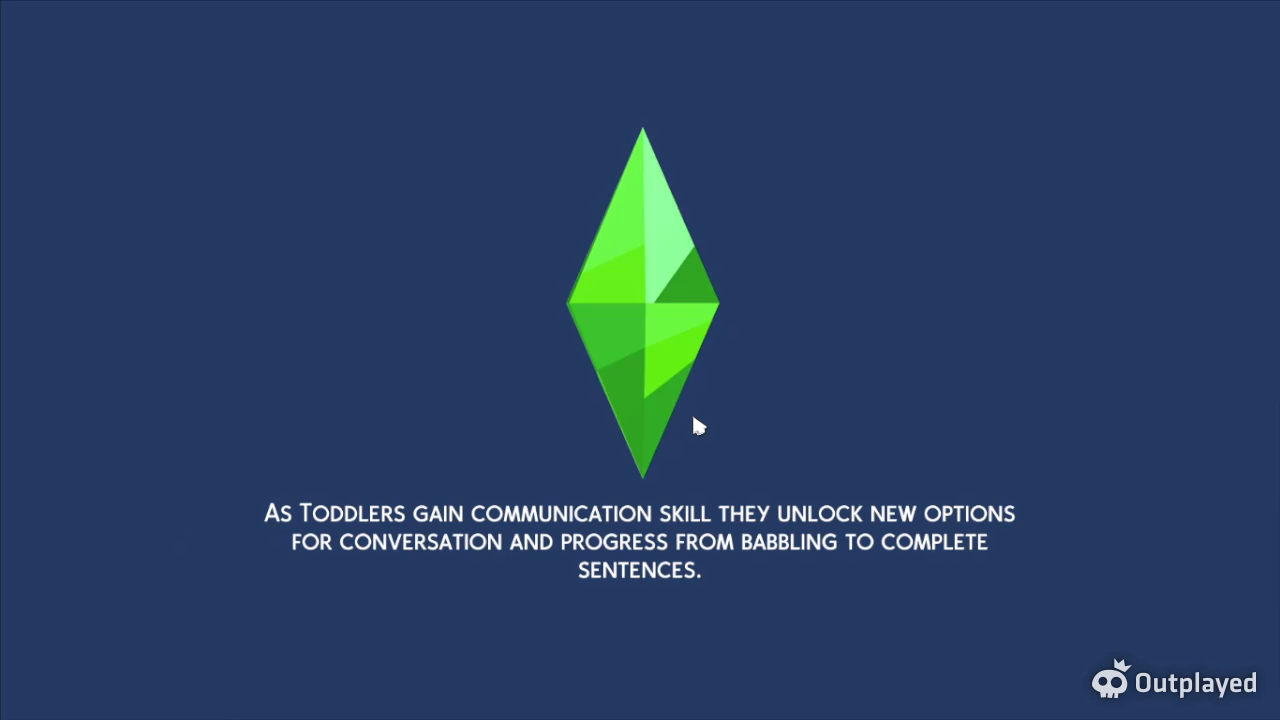 As Toddlers gain communication skill they unlock new options
for conversation and progress from babbling to complete
sentences.
Outplayed